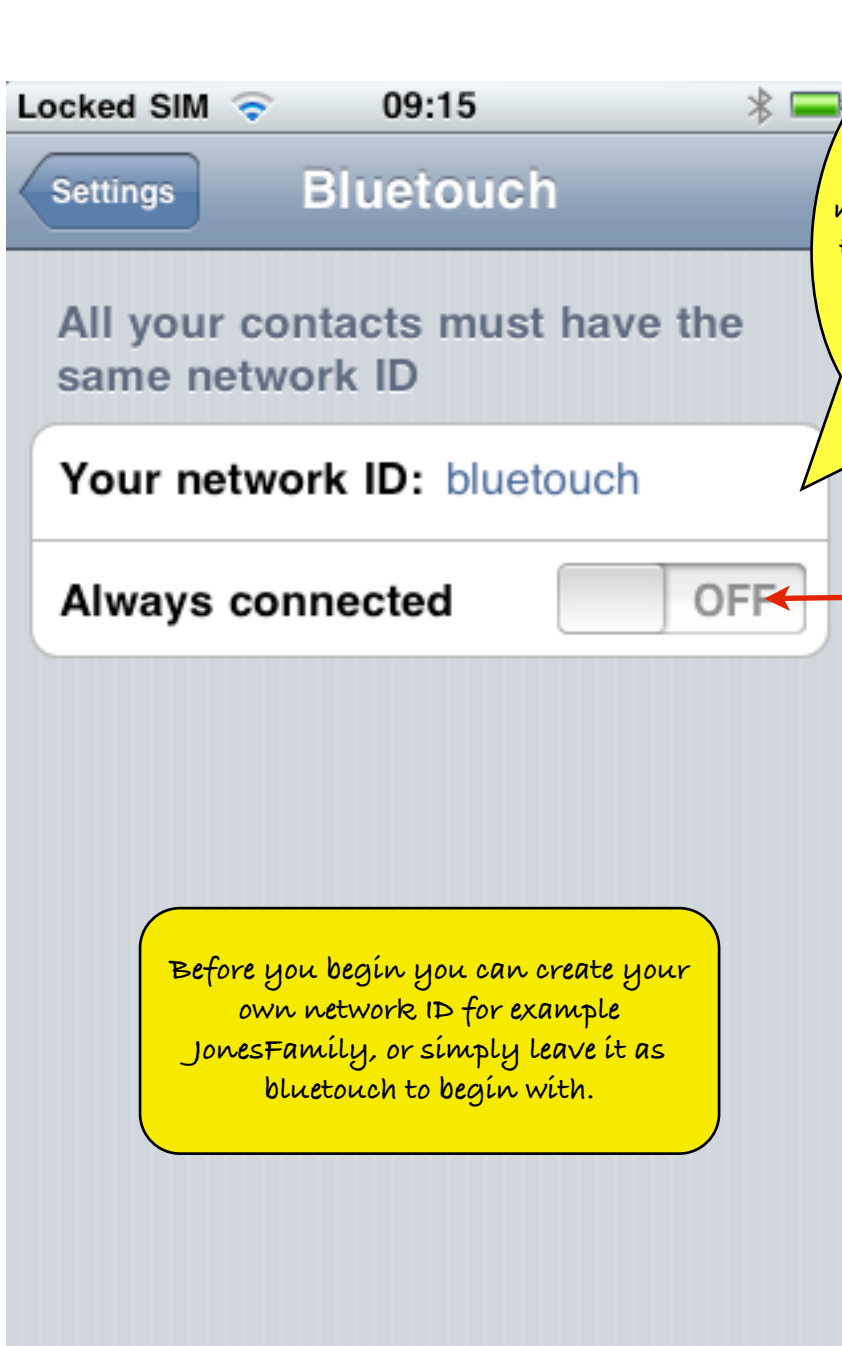 Locked SIM 09:15
Settings Bluetouch
All your contacts must have the
same network ID
Your network ID: bluetouch
Always connected OFF
Before you begin you can create your
own network ID for example
JonesFamily, or simply leave it as
bluetouch to begin with.